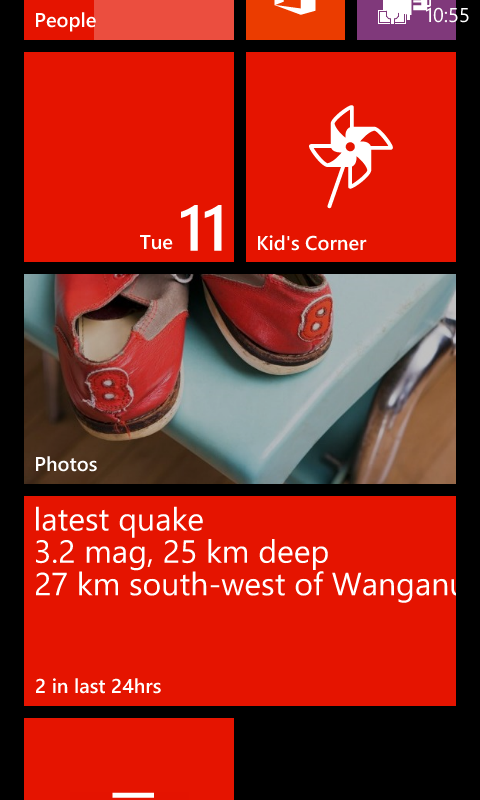 10:55
People
Tue 11
Kid's Corner
B
8
Photos
latest quake
3.2 mag, 25 km deep
27 km south-west of Wanganu
2 in last 24hrs